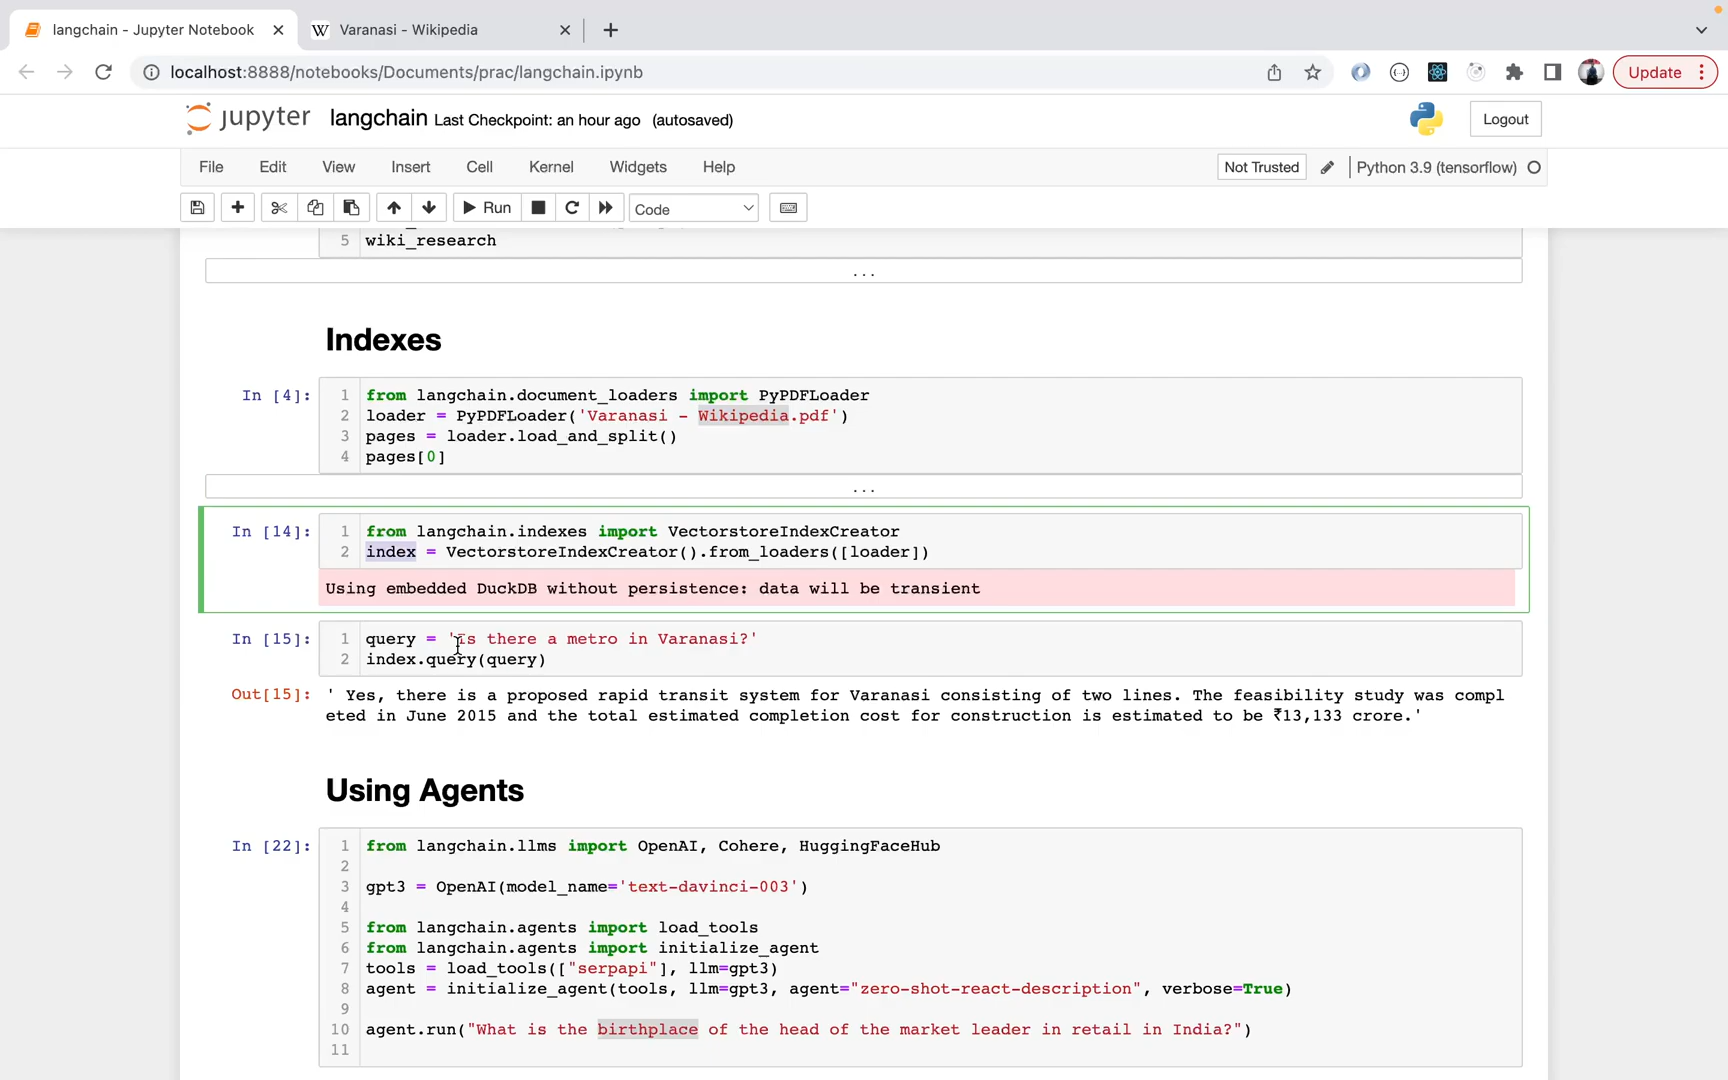 langchain - Jupyter Notebook
Varanasi - Wikipedia
localhost:8888/notebooks/Documents/prac/langchain.ipynb
Update
jupyter langchain Last Checkpoint: an hour ago (autosaved)
Logout
File Edit View Insert Cell Kernel Widgets Help
Not Trusted
Python 3.9 (tensorflow)
Run
Code
5 wiki_research
...
Indexes
In [4]:
1 from langchain.document_loaders import PyPDFLoader
2 loader = PyPDFLoader('Varanasi - Wikipedia.pdf')
3 pages = loader.load_and_split()
4 pages[0]
...
In [14]:
1 from langchain.indexes import VectorstoreIndexCreator
2 index = VectorstoreIndexCreator().from_loaders([loader])
Using embedded DuckDB without persistence: data will be transient
In [15]:
1 query = 'Is there a metro in Varanasi?'
2 index.query(query)
Out[15]:
' Yes, there is a proposed rapid transit system for Varanasi consisting of two lines. The feasibility study was compl
eted in June 2015 and the total estimated completion cost for construction is estimated to be ₹13,133 crore.'
Using Agents
In [22]:
1 from langchain.llms import OpenAI, Cohere, HuggingFaceHub
2
3 gpt3 = OpenAI(model_name='text-davinci-003')
4
5 from langchain.agents import load_tools
6 from langchain.agents import initialize_agent
7 tools = load_tools(["serpapi"], llm=gpt3)
8 agent = initialize_agent(tools, llm=gpt3, agent="zero-shot-react-description", verbose=True)
9
10 agent.run("What is the birthplace of the head of the market leader in retail in India?")
11